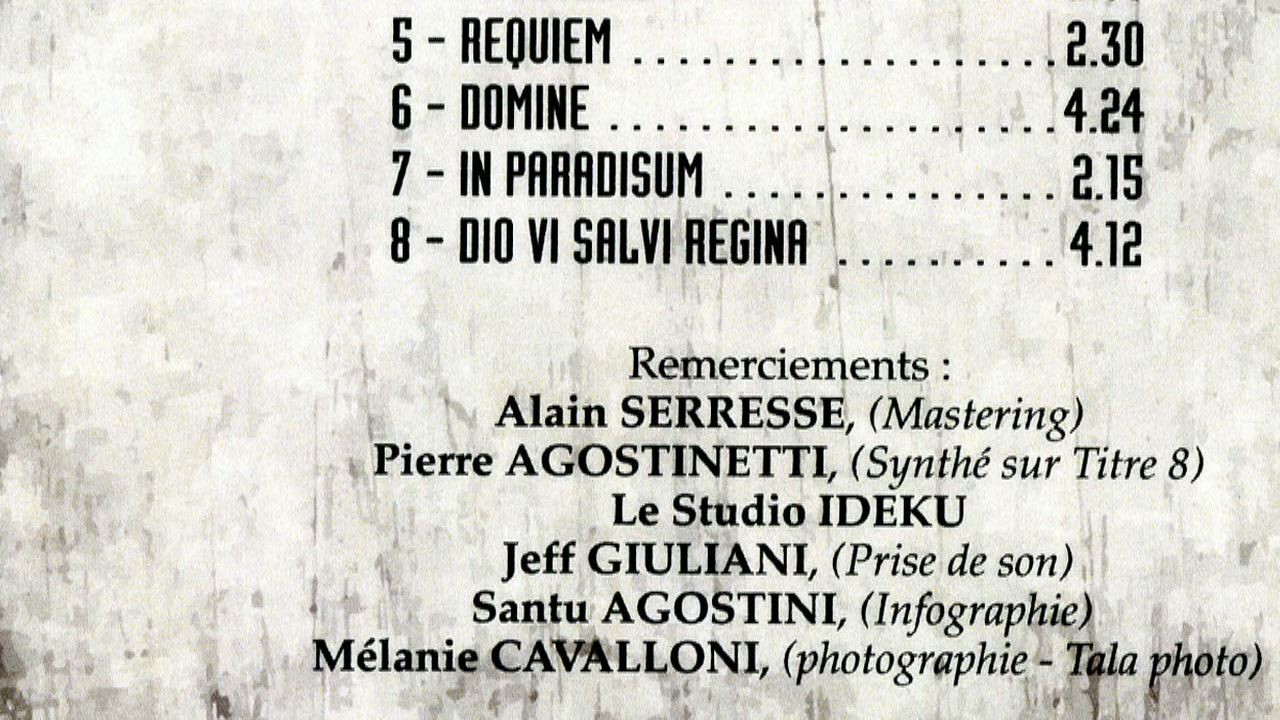 5 - REQUIEM ................... 2.30
6 - DOMINE .................... 4.24
7 - IN PARADISUM ............... 2.15
8 - DIO VI SALVI REGINA .......... 4.12
Remerciements :
Alain SERRESSE, (Mastering)
Pierre AGOSTINETTI, (Synthé sur Titre 8)
Le Studio IDEKU
Jeff GIULIANI, (Prise de son)
Santu AGOSTINI, (Infographie)
Mélanie CAVALLONI, (photographie - Tala photo)